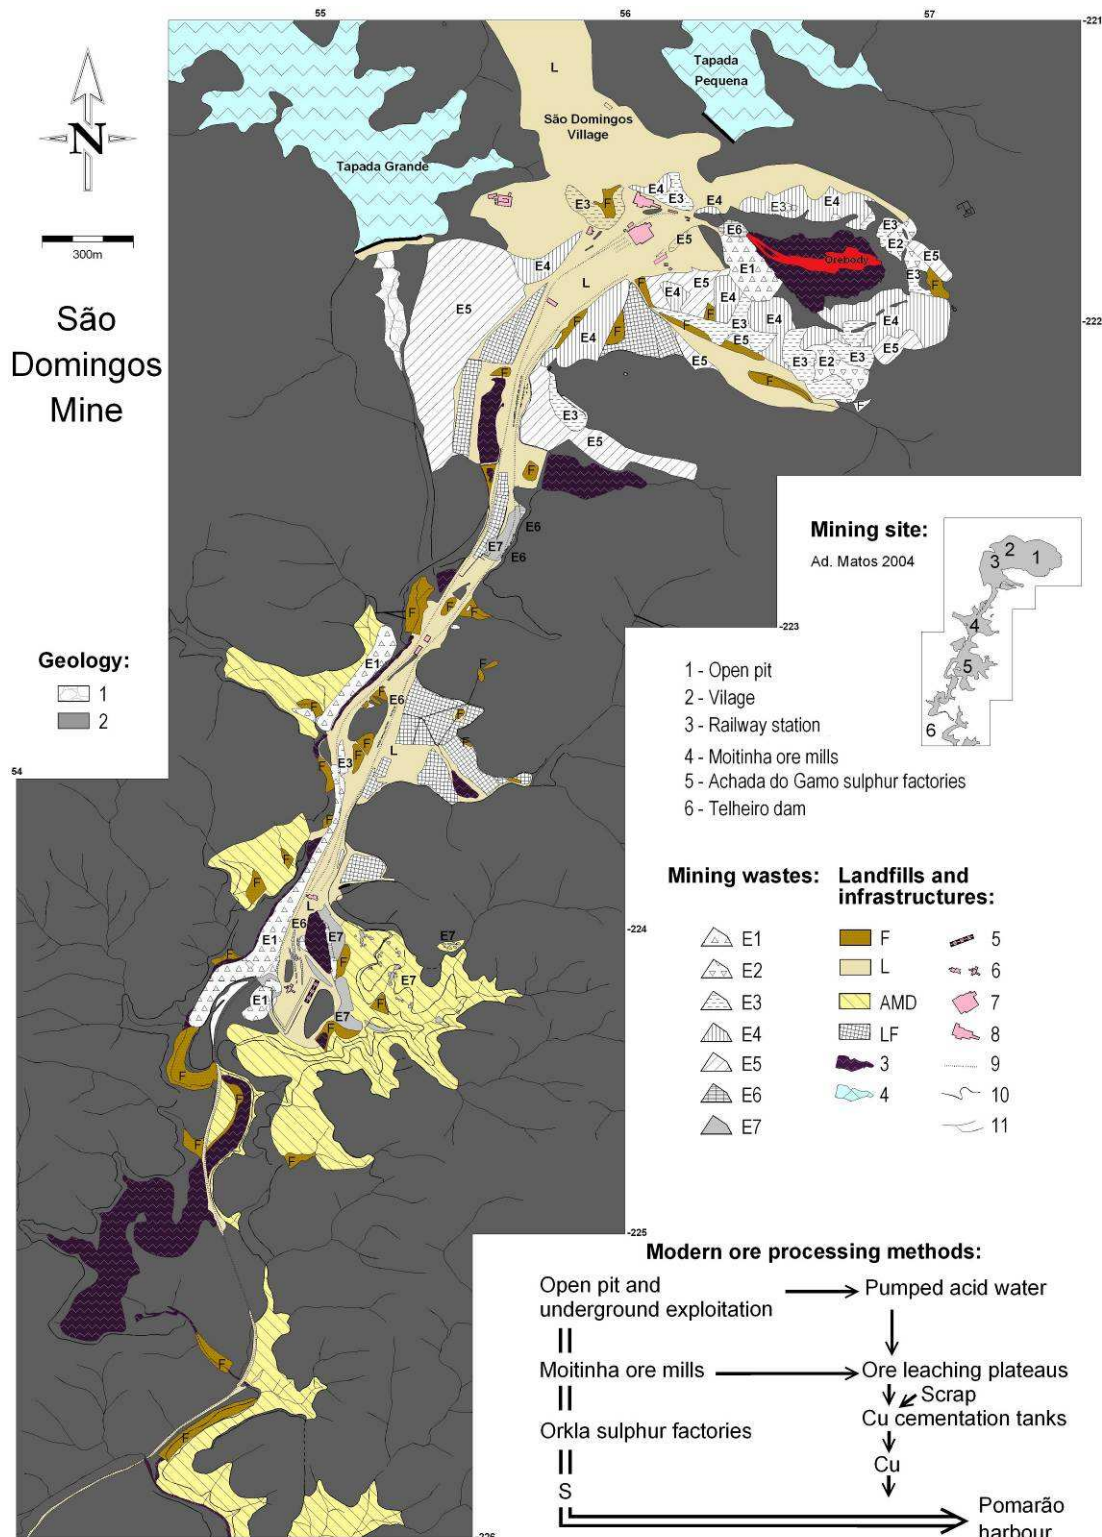 55
56
57
-221
L
Tapada
Pequena
São Domingos
Village
N
Tapada Grande
300m
São
Domingos
Mine
E3
F
E4
E3
E4
E3
E4
E6
E3
E2
E5
E3
F
Orebody
E5
E4
L
E1
F
E5
E4
E4
F
E5
E4
E4
-222
E5
F
F
E3
E5
E3
E2
E3
E5
E5
F
F
F
E3
E5
F
E6
E7
E6
Mining site:
Ad. Matos 2004
1
2
3
4
5
6
-223
F
F
F
Geology:
1
2
E1
F
F
E6
F
F
1 - Open pit
2 - Vilage
3 - Railway station
4 - Moitinha ore mills
5 - Achada do Gamo sulphur factories
6 - Telheiro dam
54
E3
F
F
L
F
F
F
F
Mining wastes:
Landfills and
infrastructures:
E1
F
5
E2
L
6
E3
AMD
7
E4
LF
8
E5
3
9
E6
4
10
E7
11
-224
L
E6
E1
E7
E7
F
F
E7
E1
F
E7
F
F
F
F
F
-225
Modern ore processing methods:
Open pit and
underground exploitation
Pumped acid water
Moitinha ore mills
Ore leaching plateaus
Scrap
Cu cementation tanks
Orkla sulphur factories
Cu
S
Pomarão
harbour
F
F
-226